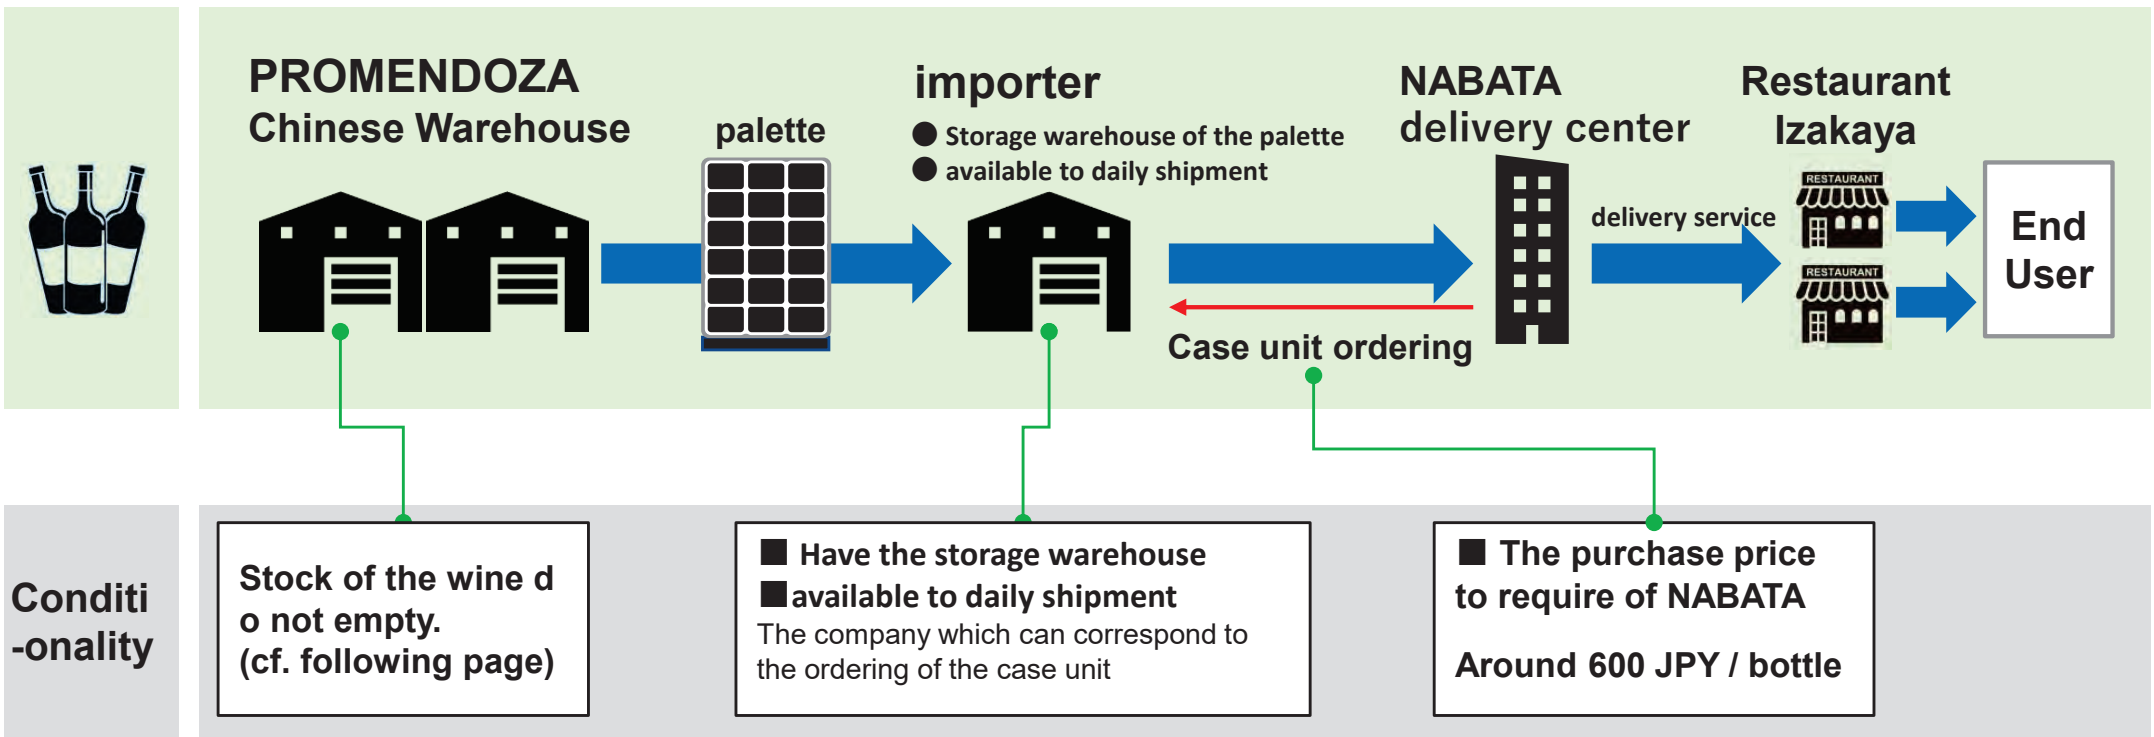 PROMENDOZA
Chinese Warehouse
palette
importer
● Storage warehouse of the palette
● available to daily shipment
NABATA
delivery center
Restaurant
Izakaya
delivery service
RESTAURANT
RESTAURANT
End
User
Case unit ordering
Conditi
-onality
Stock of the wine d
o not empty.
(cf. following page)
■ Have the storage warehouse
■available to daily shipment
The company which can correspond to
the ordering of the case unit
■ The purchase price
to require of NABATA
Around 600 JPY / bottle